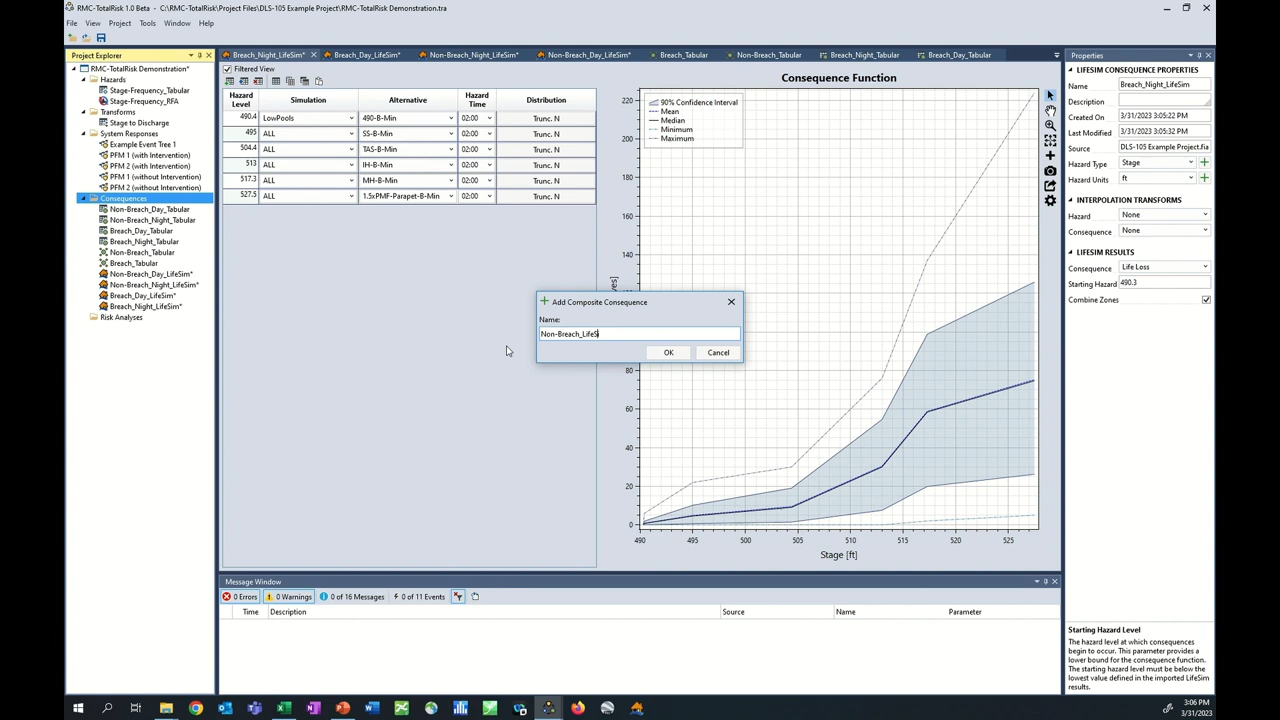 RMC-TotalRisk 1.0 Beta - C:\RMC-TotalRisk\Project Files\DLS-105 Example Project\RMC-TotalRisk Demonstration.tra
File View Project Tools Window Help
Project Explorer
RMC-TotalRisk Demonstration*
Hazards
Stage-Frequency_Tabular
Stage-Frequency_RFA
Transforms
Stage to Discharge
System Responses
Example Event Tree 1
PFM 1 (with Intervention)
PFM 2 (with Intervention)
PFM 1 (without Intervention)
PFM 2 (without Intervention)
Consequences
Non-Breach_Day_Tabular
Non-Breach_Night_Tabular
Breach_Day_Tabular
Breach_Night_Tabular
Non-Breach_Tabular
Breach_Tabular
Non-Breach_Day_LifeSim*
Non-Breach_Night_LifeSim*
Breach_Day_LifeSim*
Breach_Night_LifeSim*
Risk Analyses
Breach_Night_LifeSim* Breach_Day_LifeSim* Non-Breach_Night_LifeSim* Non-Breach_Day_LifeSim* Breach_Tabular Non-Breach_Tabular Breach_Night_Tabular Breach_Day_Tabular
Filtered View
Hazard Level Simulation Alternative Hazard Time Distribution
490.4 LowPools 490-B-Min 02:00 Trunc. N
495 ALL SS-B-Min 02:00 Trunc. N
504.4 ALL TAS-B-Min 02:00 Trunc. N
513 ALL IH-B-Min 02:00 Trunc. N
517.3 ALL MH-B-Min 02:00 Trunc. N
527.5 ALL 1.5xPMF-Parapet-B-Min 02:00 Trunc. N
Consequence Function
90% Confidence Interval
Mean
Median
Minimum
Maximum
220
200
180
160
140
80
60
40
20
0
490 495 500 505 510 515 520 525
Stage [ft]
Add Composite Consequence
Name:
Non-Breach_LifeS
OK Cancel
Properties
LIFESIM CONSEQUENCE PROPERTIES
Name Breach_Night_LifeSim
Description
Created On 3/31/2023 3:05:22 PM
Last Modified 3/31/2023 3:05:32 PM
Source DLS-105 Example Project.fia
Hazard Type Stage
Hazard Units ft
INTERPOLATION TRANSFORMS
Hazard None
Consequence None
LIFESIM RESULTS
Consequence Life Loss
Starting Hazard 490.3
Combine Zones
Starting Hazard Level
The hazard level at which consequences
begin to occur. This parameter provides a
lower bound for the consequence function.
The starting hazard level must be below the
lowest value defined in the imported LifeSim
results.
Message Window
0 Errors 0 Warnings 0 of 16 Messages 0 of 11 Events
Time Description Source Name Parameter
3:06 PM
3/31/2023